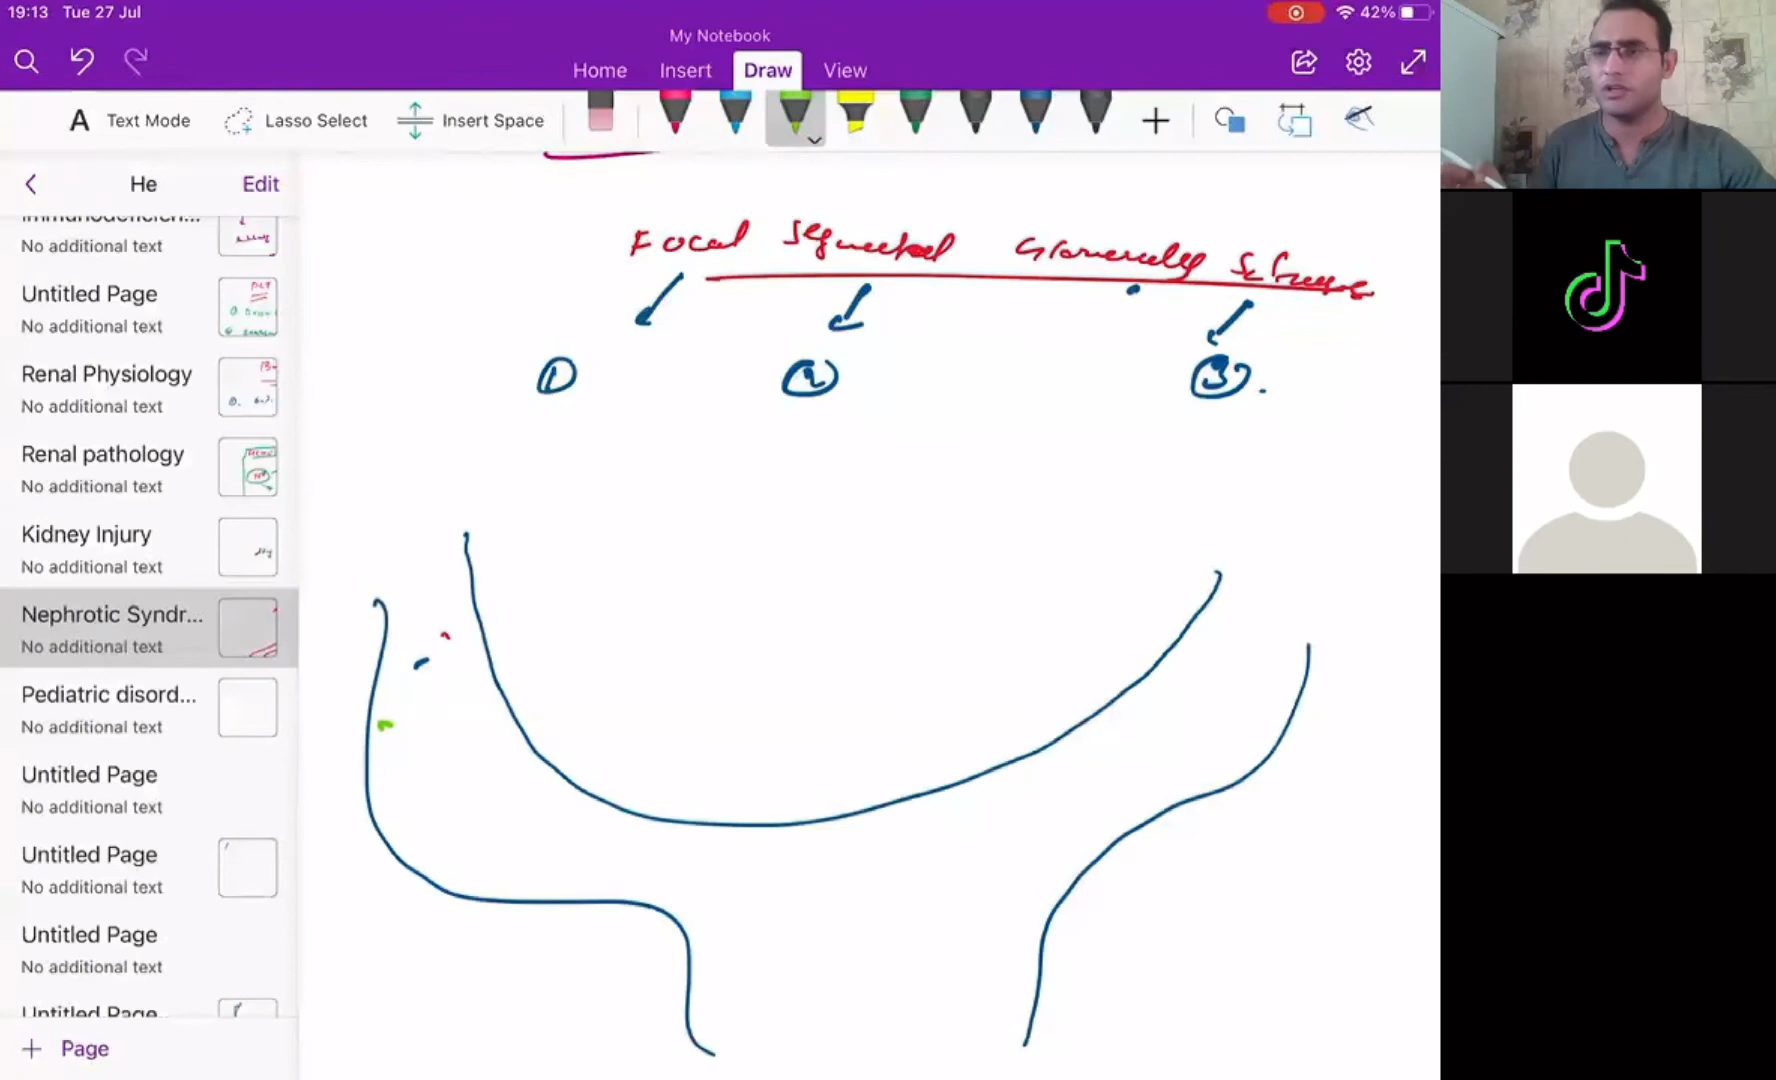 19:13 Tue 27 Jul
42%
My Notebook
Home Insert Draw View
A Text Mode Lasso Select Insert Space
He
Edit
Immunodeficien...
No additional text
Untitled Page
No additional text
Renal Physiology
No additional text
Renal pathology
No additional text
Kidney Injury
No additional text
Nephrotic Syndr...
No additional text
Pediatric disord...
No additional text
Untitled Page
No additional text
Untitled Page
No additional text
Untitled Page
No additional text
Untitled Page
+ Page
Focal
1 2 3.